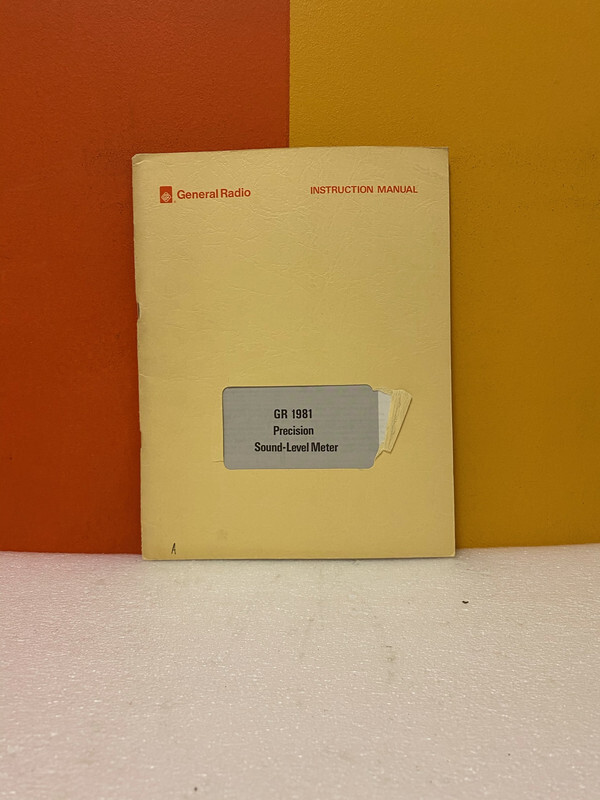 General Radio
INSTRUCTION MANUAL
GR 1981
Precision
Sound-Level Meter
A